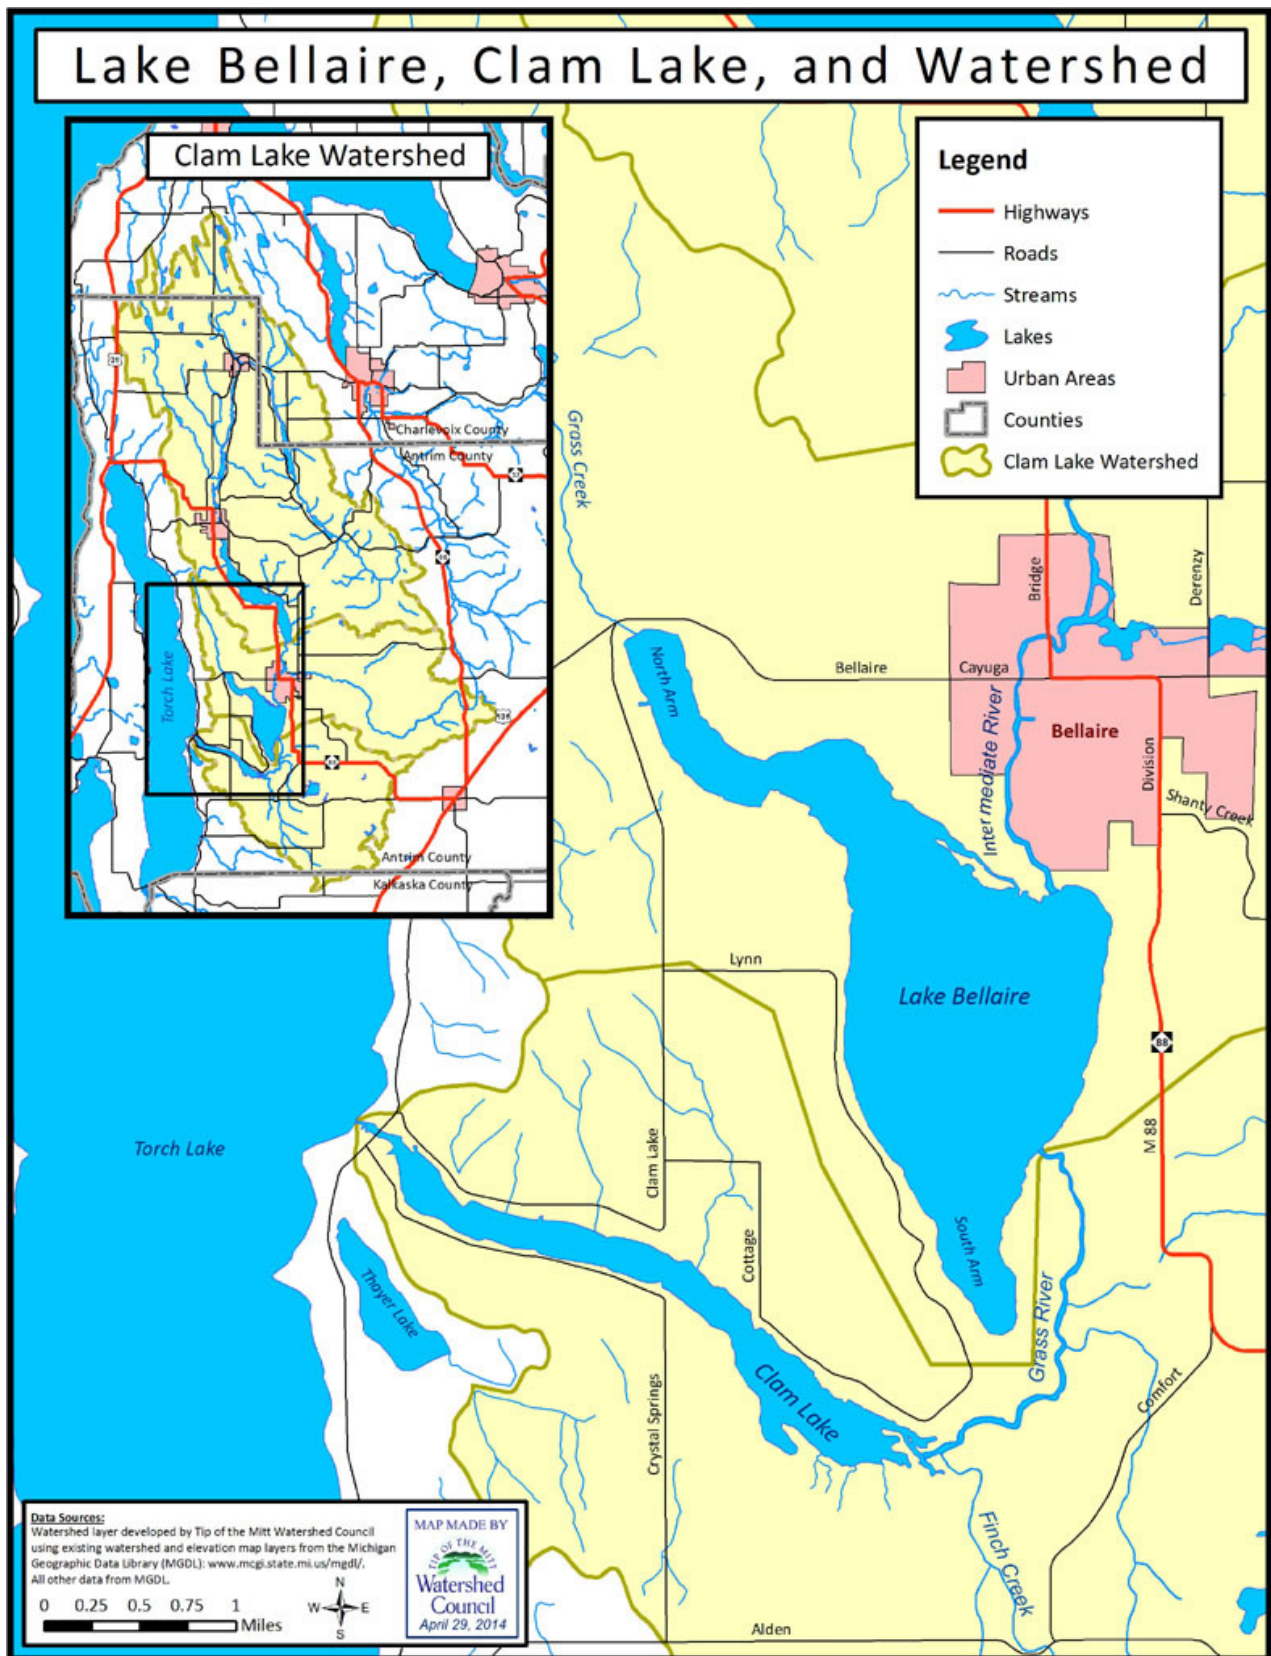 Lake Bellaire, Clam Lake, and Watershed
Clam Lake Watershed
31
Charlevoix County
Antrim County
Torch Lake
131
88
Antrim County
Kalkaska County
Legend
Highways
Roads
Streams
Lakes
Urban Areas
Counties
Clam Lake Watershed
Grass Creek
Bridge
Derenzy
North Arm
Bellaire
Cayuga
Intermediate River
Bellaire
Division
Shanty Creek
Lynn
Lake Bellaire
88
M 88
Torch Lake
Clam Lake
Cottage
South Arm
Thayer Lake
Grass River
Clam Lake
Comfort
Crystal Springs
Finch Creek
Alden
Data Sources:
Watershed layer developed by Tip of the Mitt Watershed Council
using existing watershed and elevation map layers from the Michigan
Geographic Data Library (MGDL): www.mcgi.state.mi.us/mgdl/.
All other data from MGDL.
N
W E
S
0 0.25 0.5 0.75 1
Miles
MAP MADE BY
TIP OF THE MITT
Watershed
Council
April 29, 2014